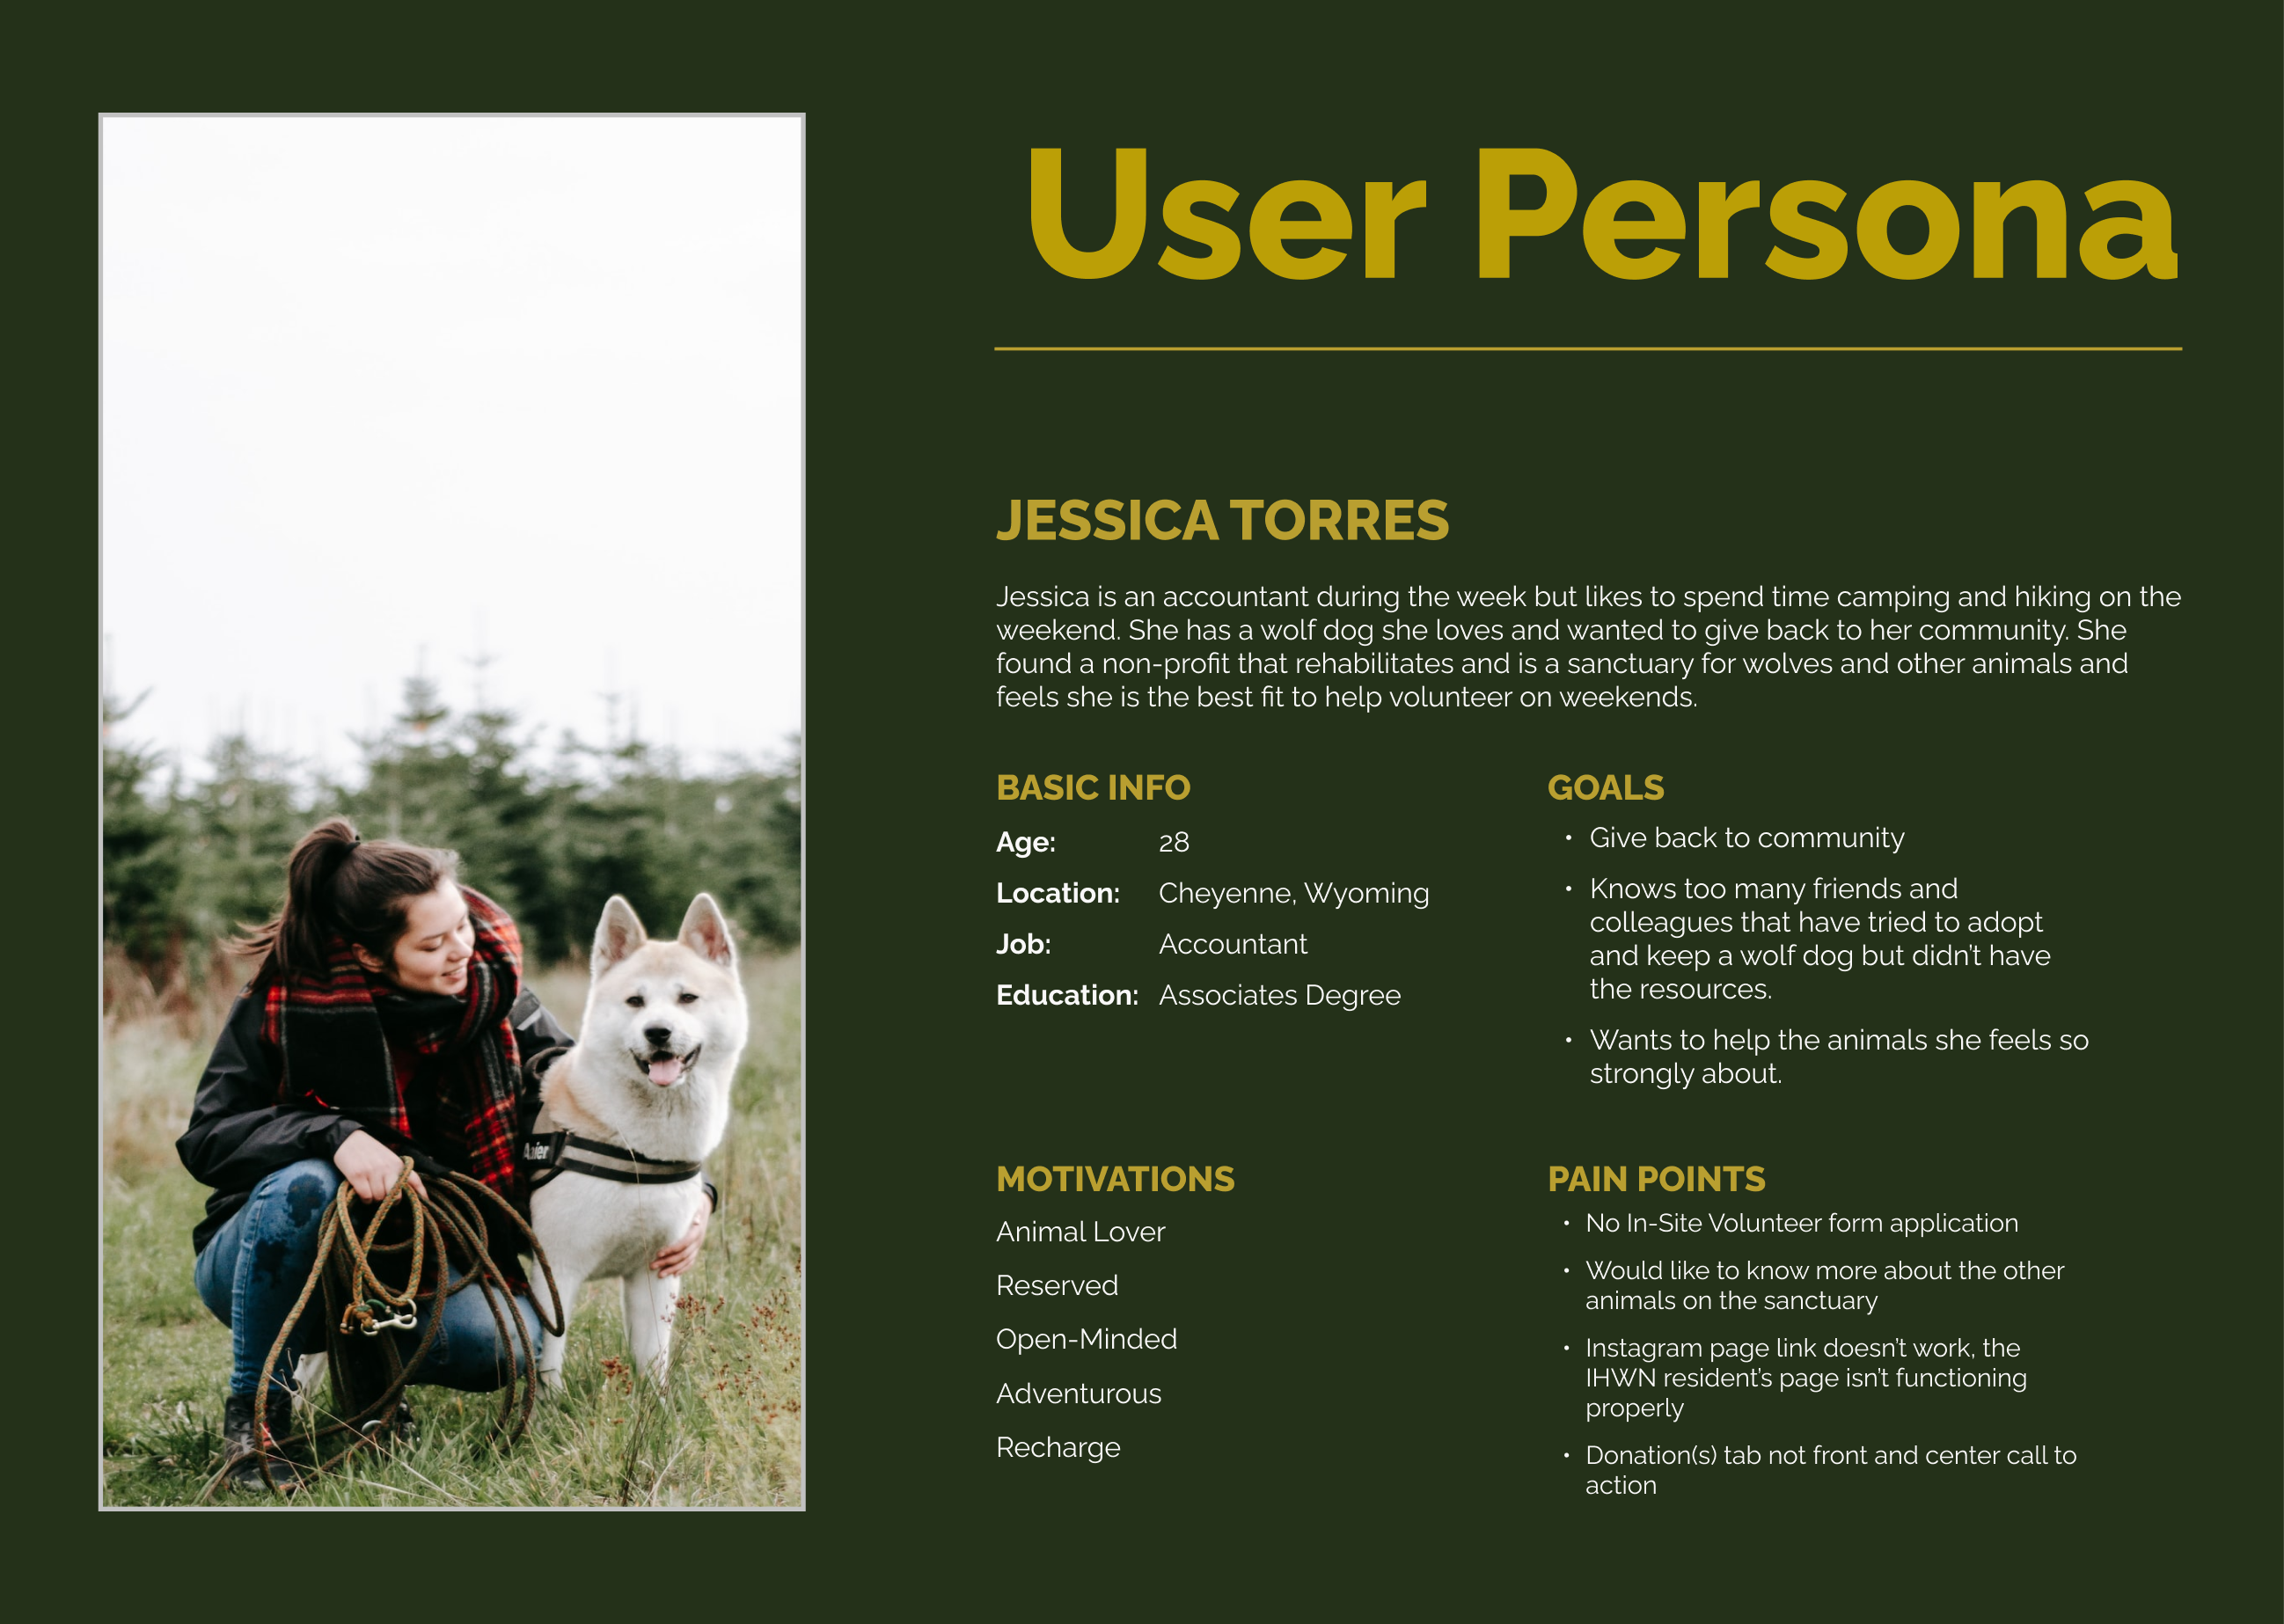 User Persona
JESSICA TORRES
Jessica is an accountant during the week but likes to spend time camping and hiking on the
weekend. She has a wolf dog she loves and wanted to give back to her community. She
found a non-profit that rehabilitates and is a sanctuary for wolves and other animals and
feels she is the best fit to help volunteer on weekends.
BASIC INFO
Age: 28
Location: Cheyenne, Wyoming
Job: Accountant
Education: Associates Degree
GOALS
• Give back to community
• Knows too many friends and
colleagues that have tried to adopt
and keep a wolf dog but didn't have
the resources.
• Wants to help the animals she feels so
strongly about.
MOTIVATIONS
Animal Lover
Reserved
Open-Minded
Adventurous
Recharge
PAIN POINTS
• No In-Site Volunteer form application
• Would like to know more about the other
animals on the sanctuary
• Instagram page link doesn't work, the
IHWN resident's page isn't functioning
properly
• Donation(s) tab not front and center call to
action